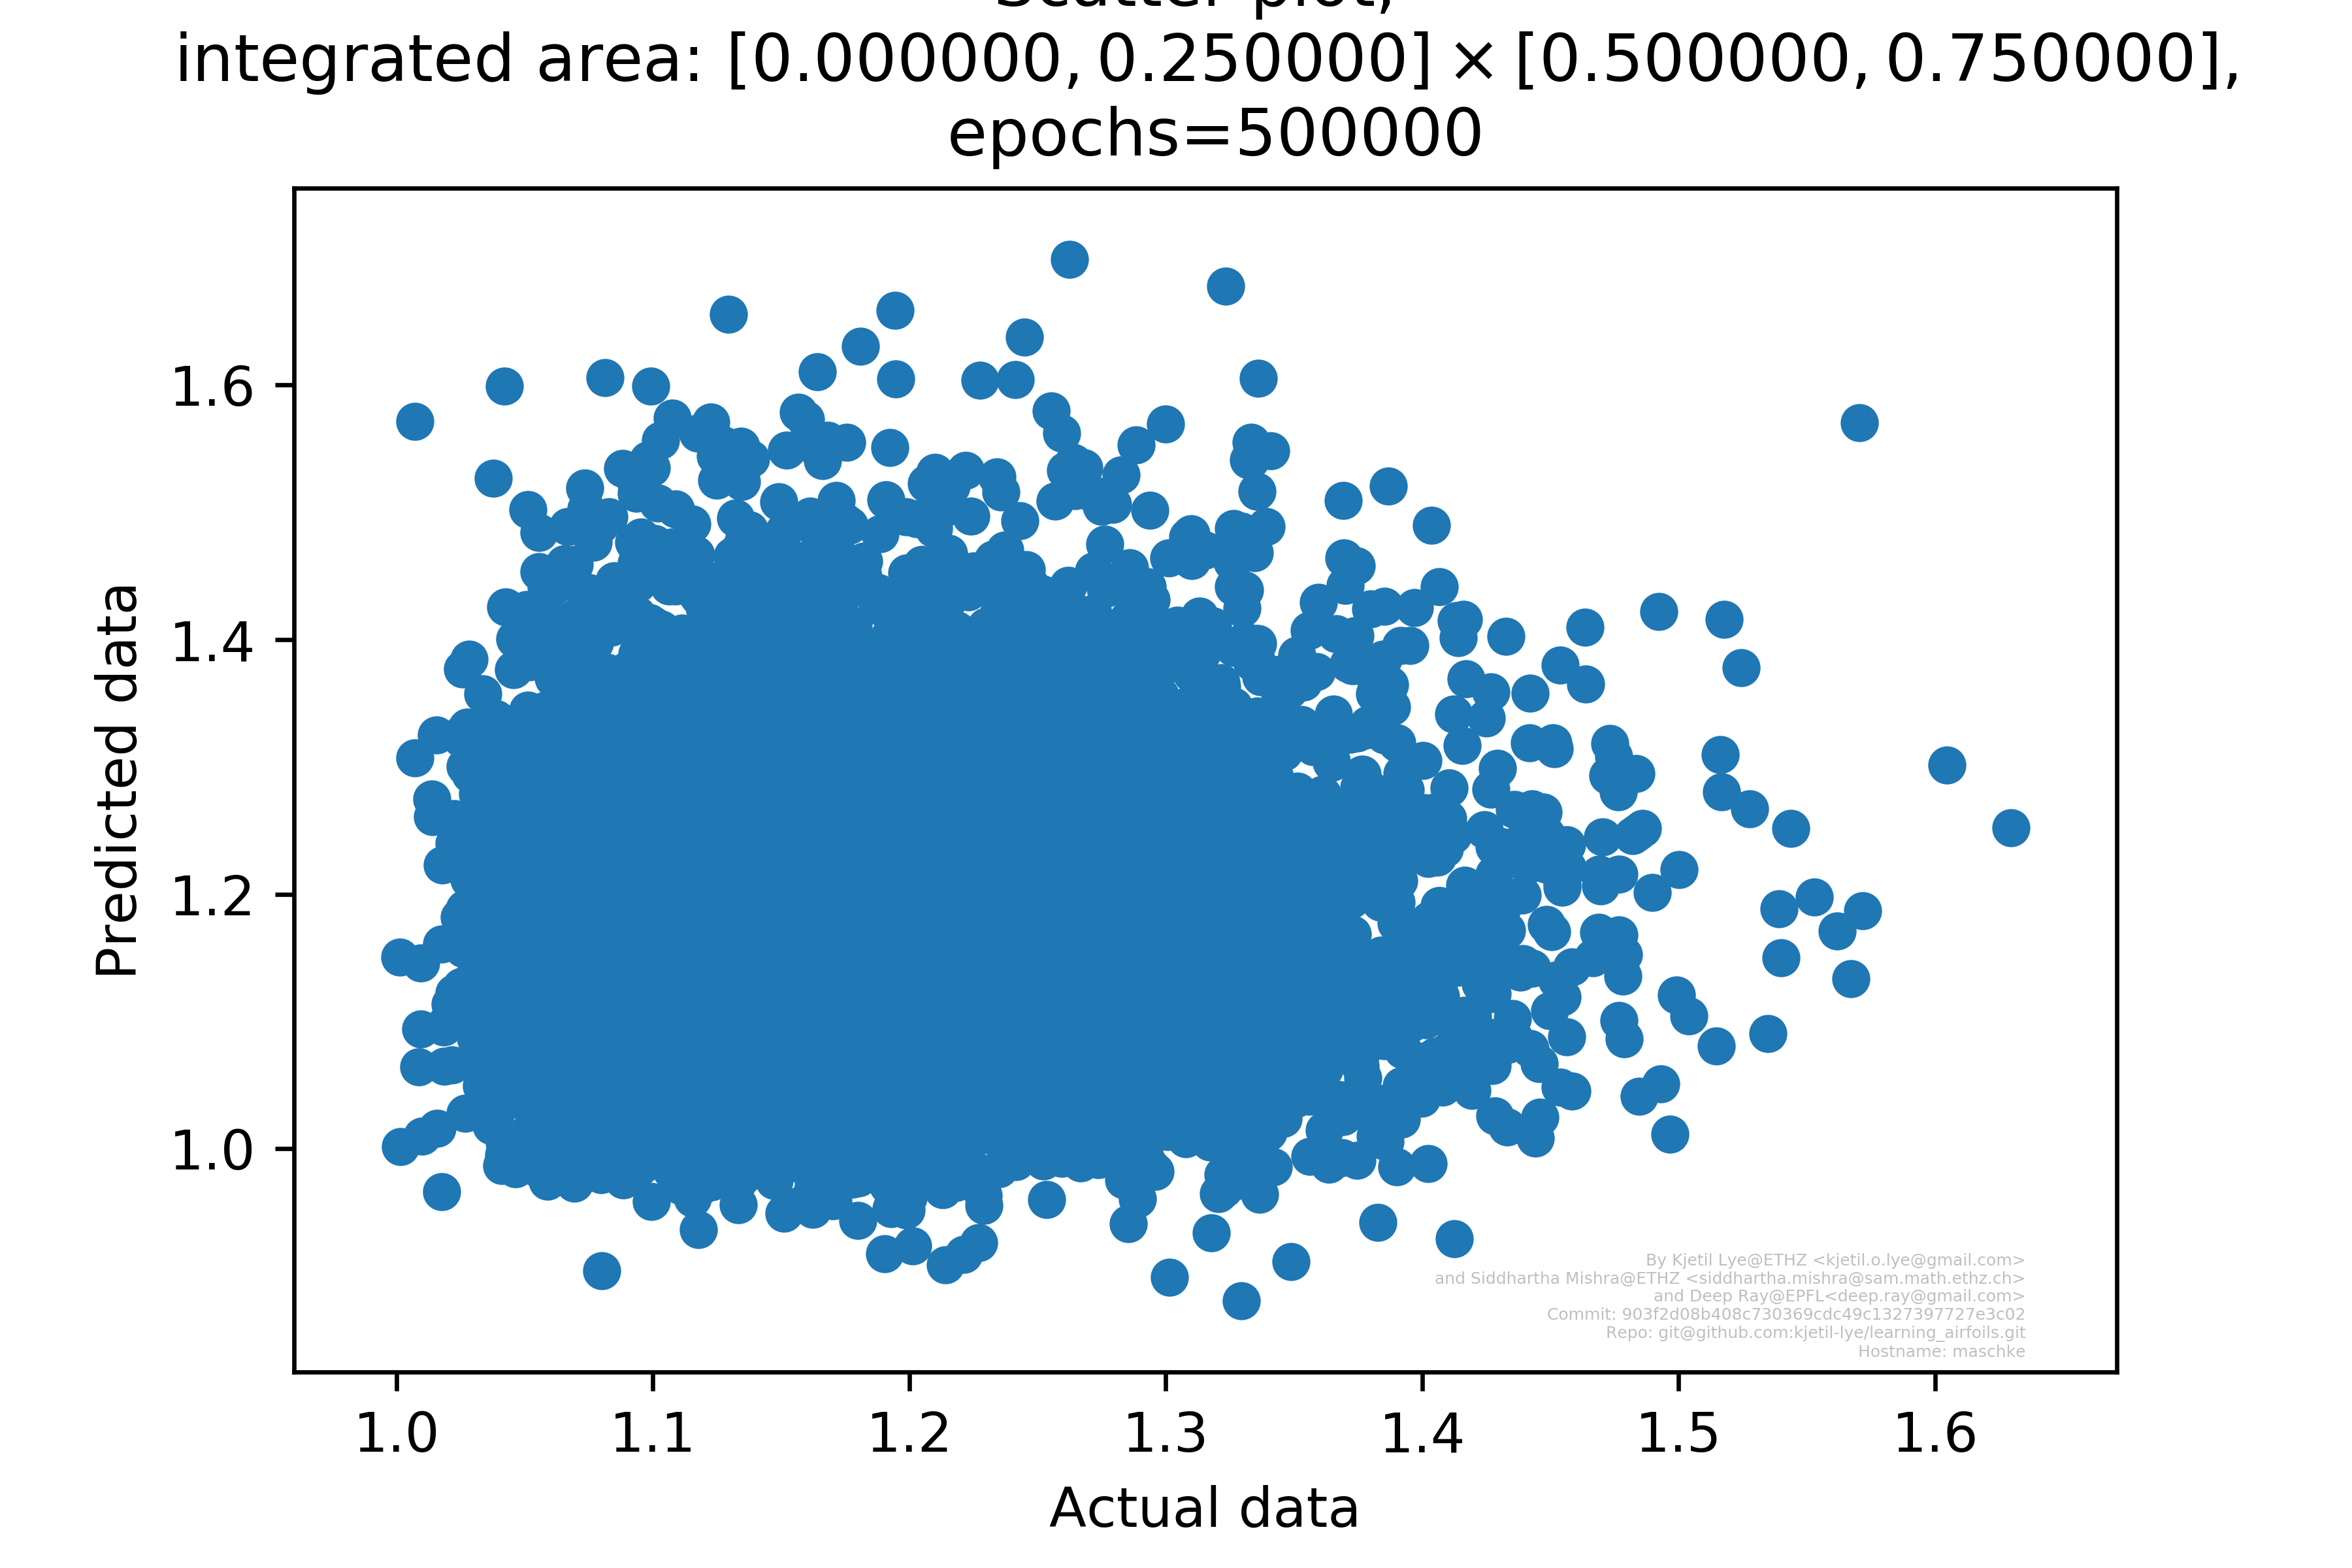 Scatter plot,
integrated area: [0.000000, 0.250000] × [0.500000, 0.750000],
epochs=500000
1.6
1.4
1.2
1.0
Predicted data
By Kjetil Lye@ETHZ <kjetil.o.lye@gmail.com>
and Siddhartha Mishra@ETHZ <siddhartha.mishra@sam.math.ethz.ch>
and Deep Ray@EPFL<deep.ray@gmail.com>
Commit: 903f2d08b408c730369cdc49c1327397727e3c02
Repo: git@github.com:kjetil-lye/learning_airfoils.git
Hostname: maschke
1.0 1.1 1.2 1.3 1.4 1.5 1.6
Actual data